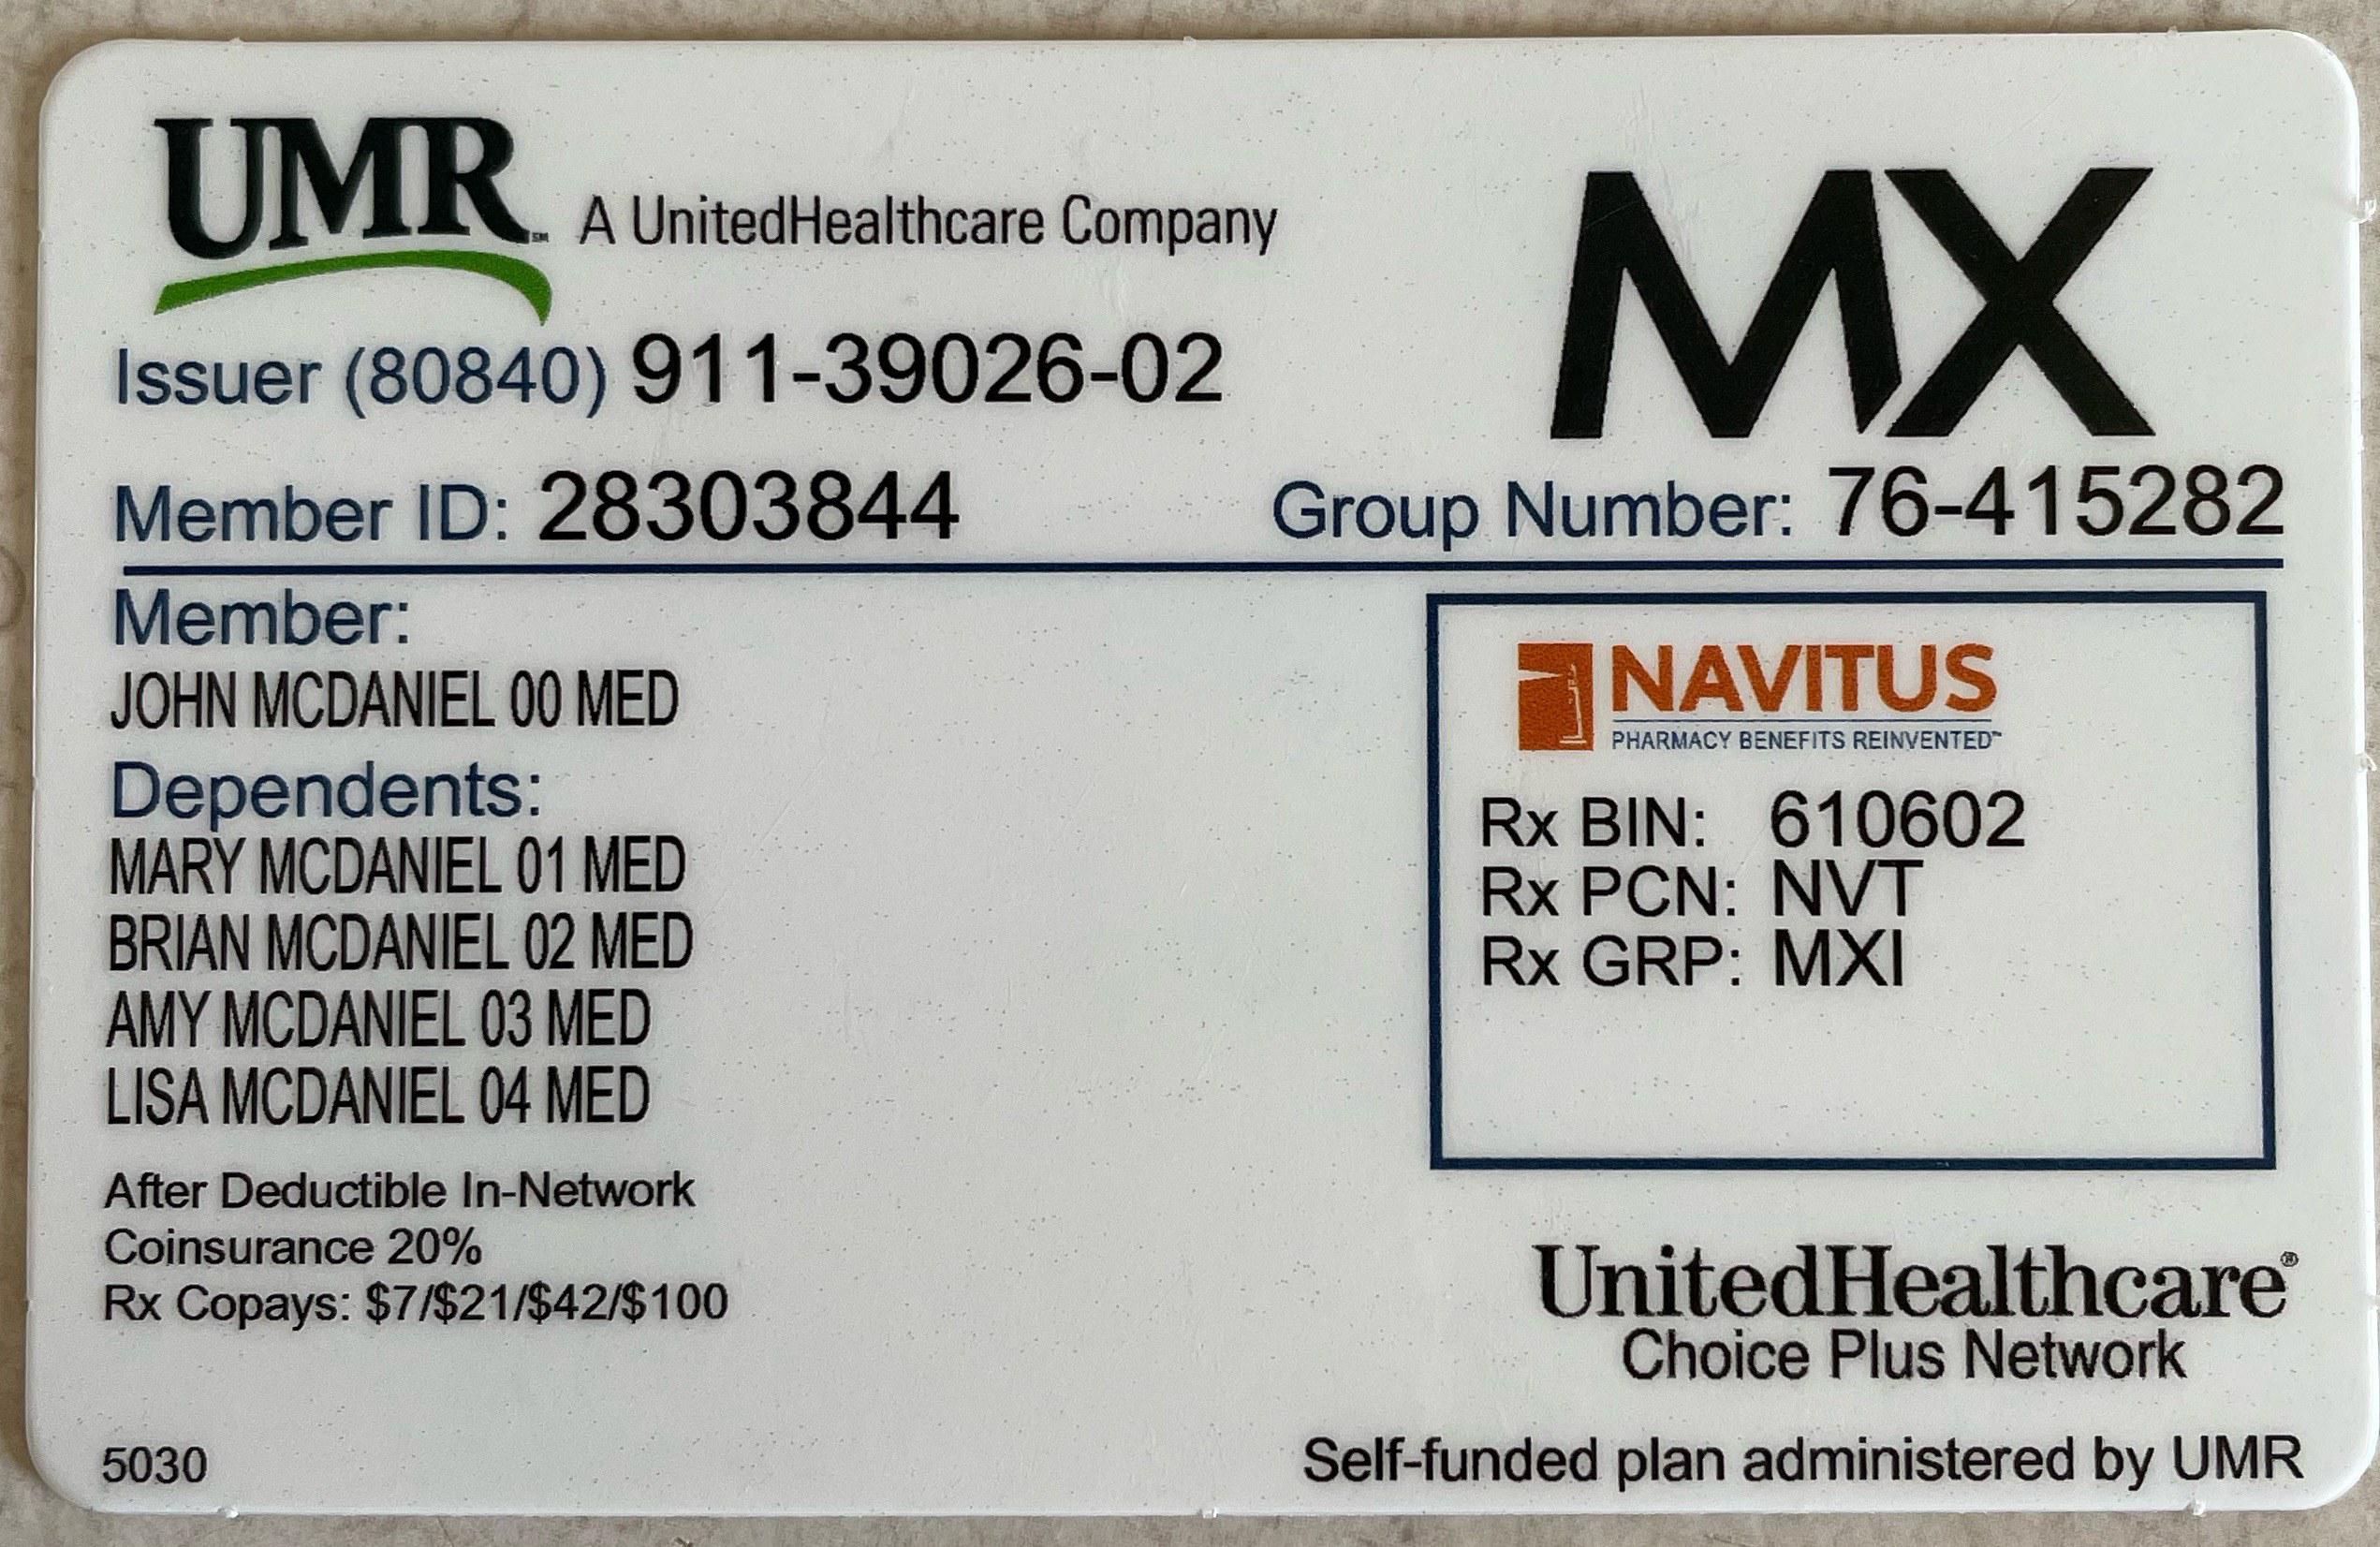 UMR℠ A UnitedHealthcare Company
MX
Issuer (80840) 911-39026-02
Member ID: 28303844 Group Number: 76-415282
Member:
JOHN MCDANIEL 00 MED
Dependents:
MARY MCDANIEL 01 MED
BRIAN MCDANIEL 02 MED
AMY MCDANIEL 03 MED
LISA MCDANIEL 04 MED
After Deductible In-Network
Coinsurance 20%
Rx Copays: $7/$21/$42/$100
5030
NAVITUS
PHARMACY BENEFITS REINVENTED™
Rx BIN: 610602
Rx PCN: NVT
Rx GRP: MXI
UnitedHealthcare®
Choice Plus Network
Self-funded plan administered by UMR